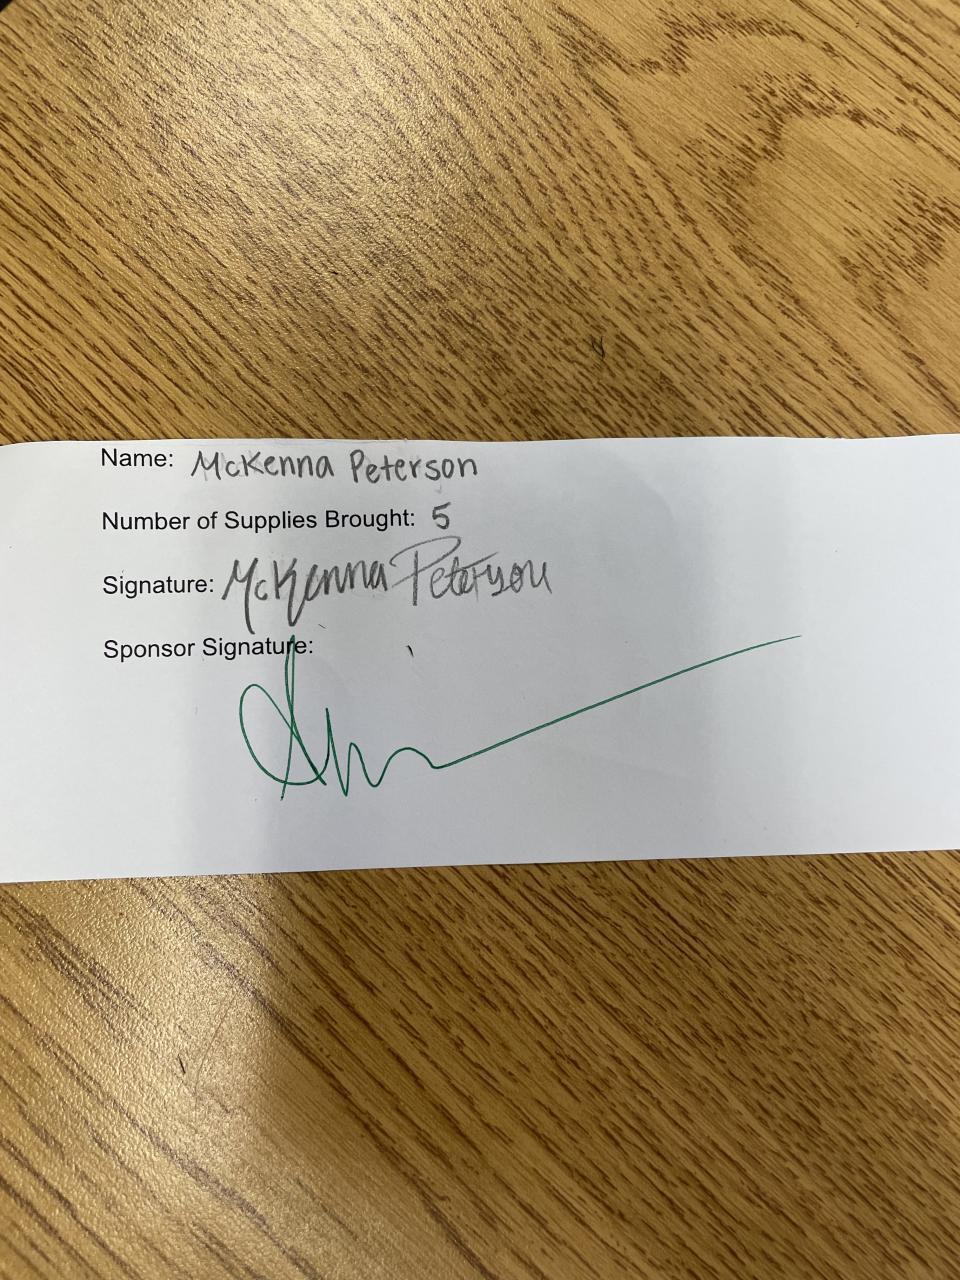 Name: McKenna Peterson
Number of Supplies Brought: 5
Signature: McKenna Peterson
Sponsor Signature: